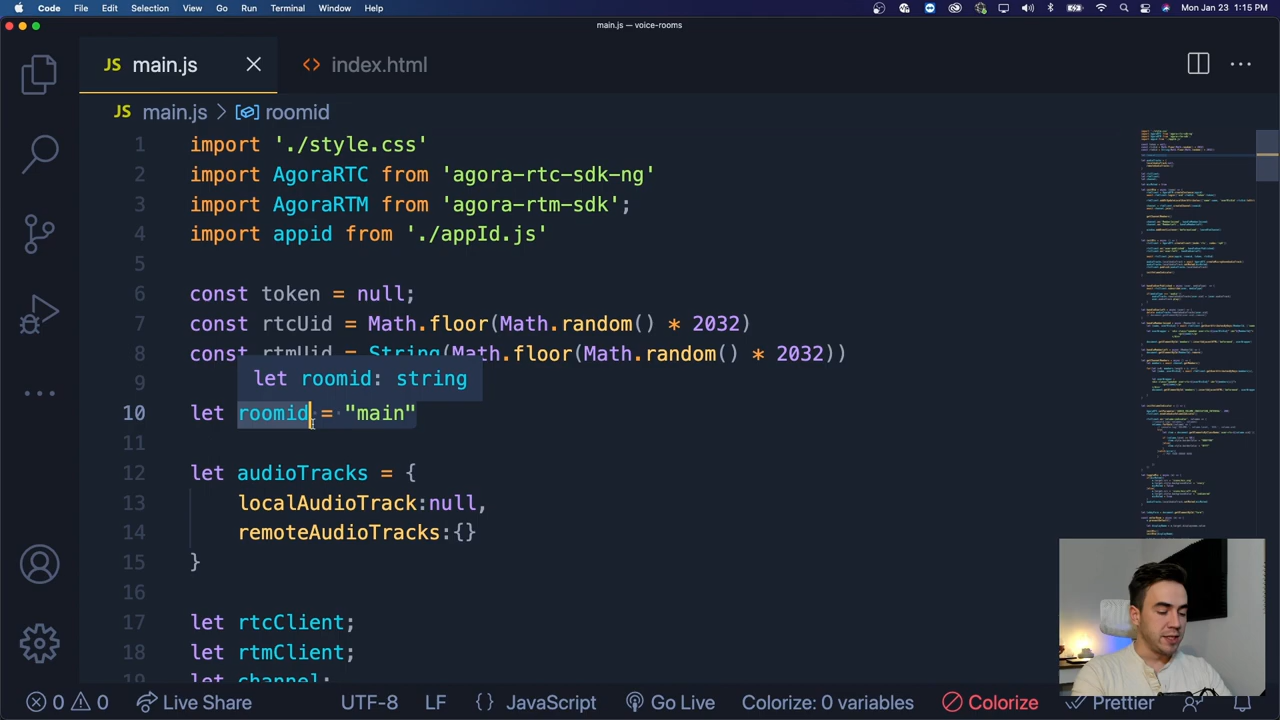 Code File Edit Selection View Go Run Terminal Window Help Mon Jan 23 1:15 PM
main.js — voice-rooms
JS main.js index.html
JS main.js roomid
1 import './style.css'
2 import AgoraRTC from 'agora-rtc-sdk-ng'
3 import AgoraRTM from 'agora-rtm-sdk';
4 import appid from './appId.js'
5
6 const token = null;
7 const rtcUid = Math.floor(Math.random() * 2032)
8 const rtmUid = String(Math.floor(Math.random() * 2032))
9 let roomid: string
10 let roomid = "main"
11
12 let audioTracks = {
13 localAudioTrack:null,
14 remoteAudioTracks:{}
15 }
16
17 let rtcClient;
18 let rtmClient;
19 let channel;
0 0 Live Share UTF-8 LF {} JavaScript Go Live Colorize: 0 variables Colorize Prettier